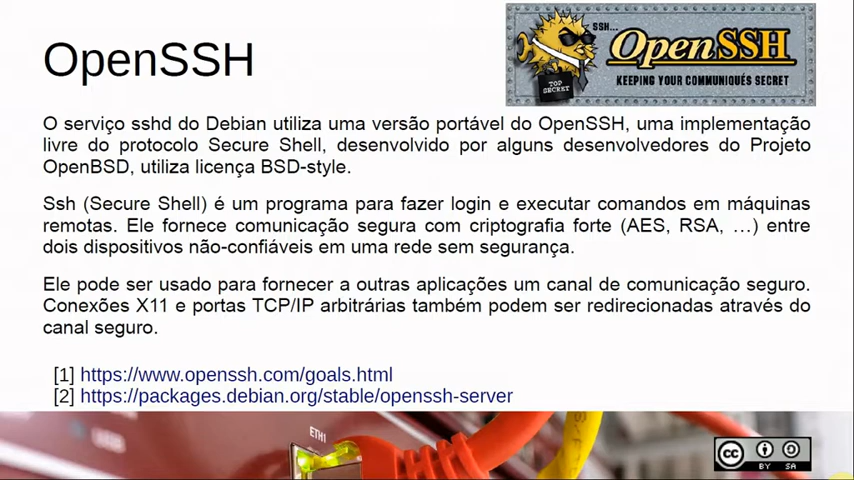 OpenSSH
SSH...
OpenSSH
KEEPING YOUR COMMUNIQUÉS SECRET
TOP
SECRET
O serviço sshd do Debian utiliza uma versão portável do OpenSSH, uma implementação
livre do protocolo Secure Shell, desenvolvido por alguns desenvolvedores do Projeto
OpenBSD, utiliza licença BSD-style.
Ssh (Secure Shell) é um programa para fazer login e executar comandos em máquinas
remotas. Ele fornece comunicação segura com criptografia forte (AES, RSA, …) entre
dois dispositivos não-confiáveis em uma rede sem segurança.
Ele pode ser usado para fornecer a outras aplicações um canal de comunicação seguro.
Conexões X11 e portas TCP/IP arbitrárias também podem ser redirecionadas através do
canal seguro.
[1] https://www.openssh.com/goals.html
[2] https://packages.debian.org/stable/openssh-server
ETH1
cc
BY SA